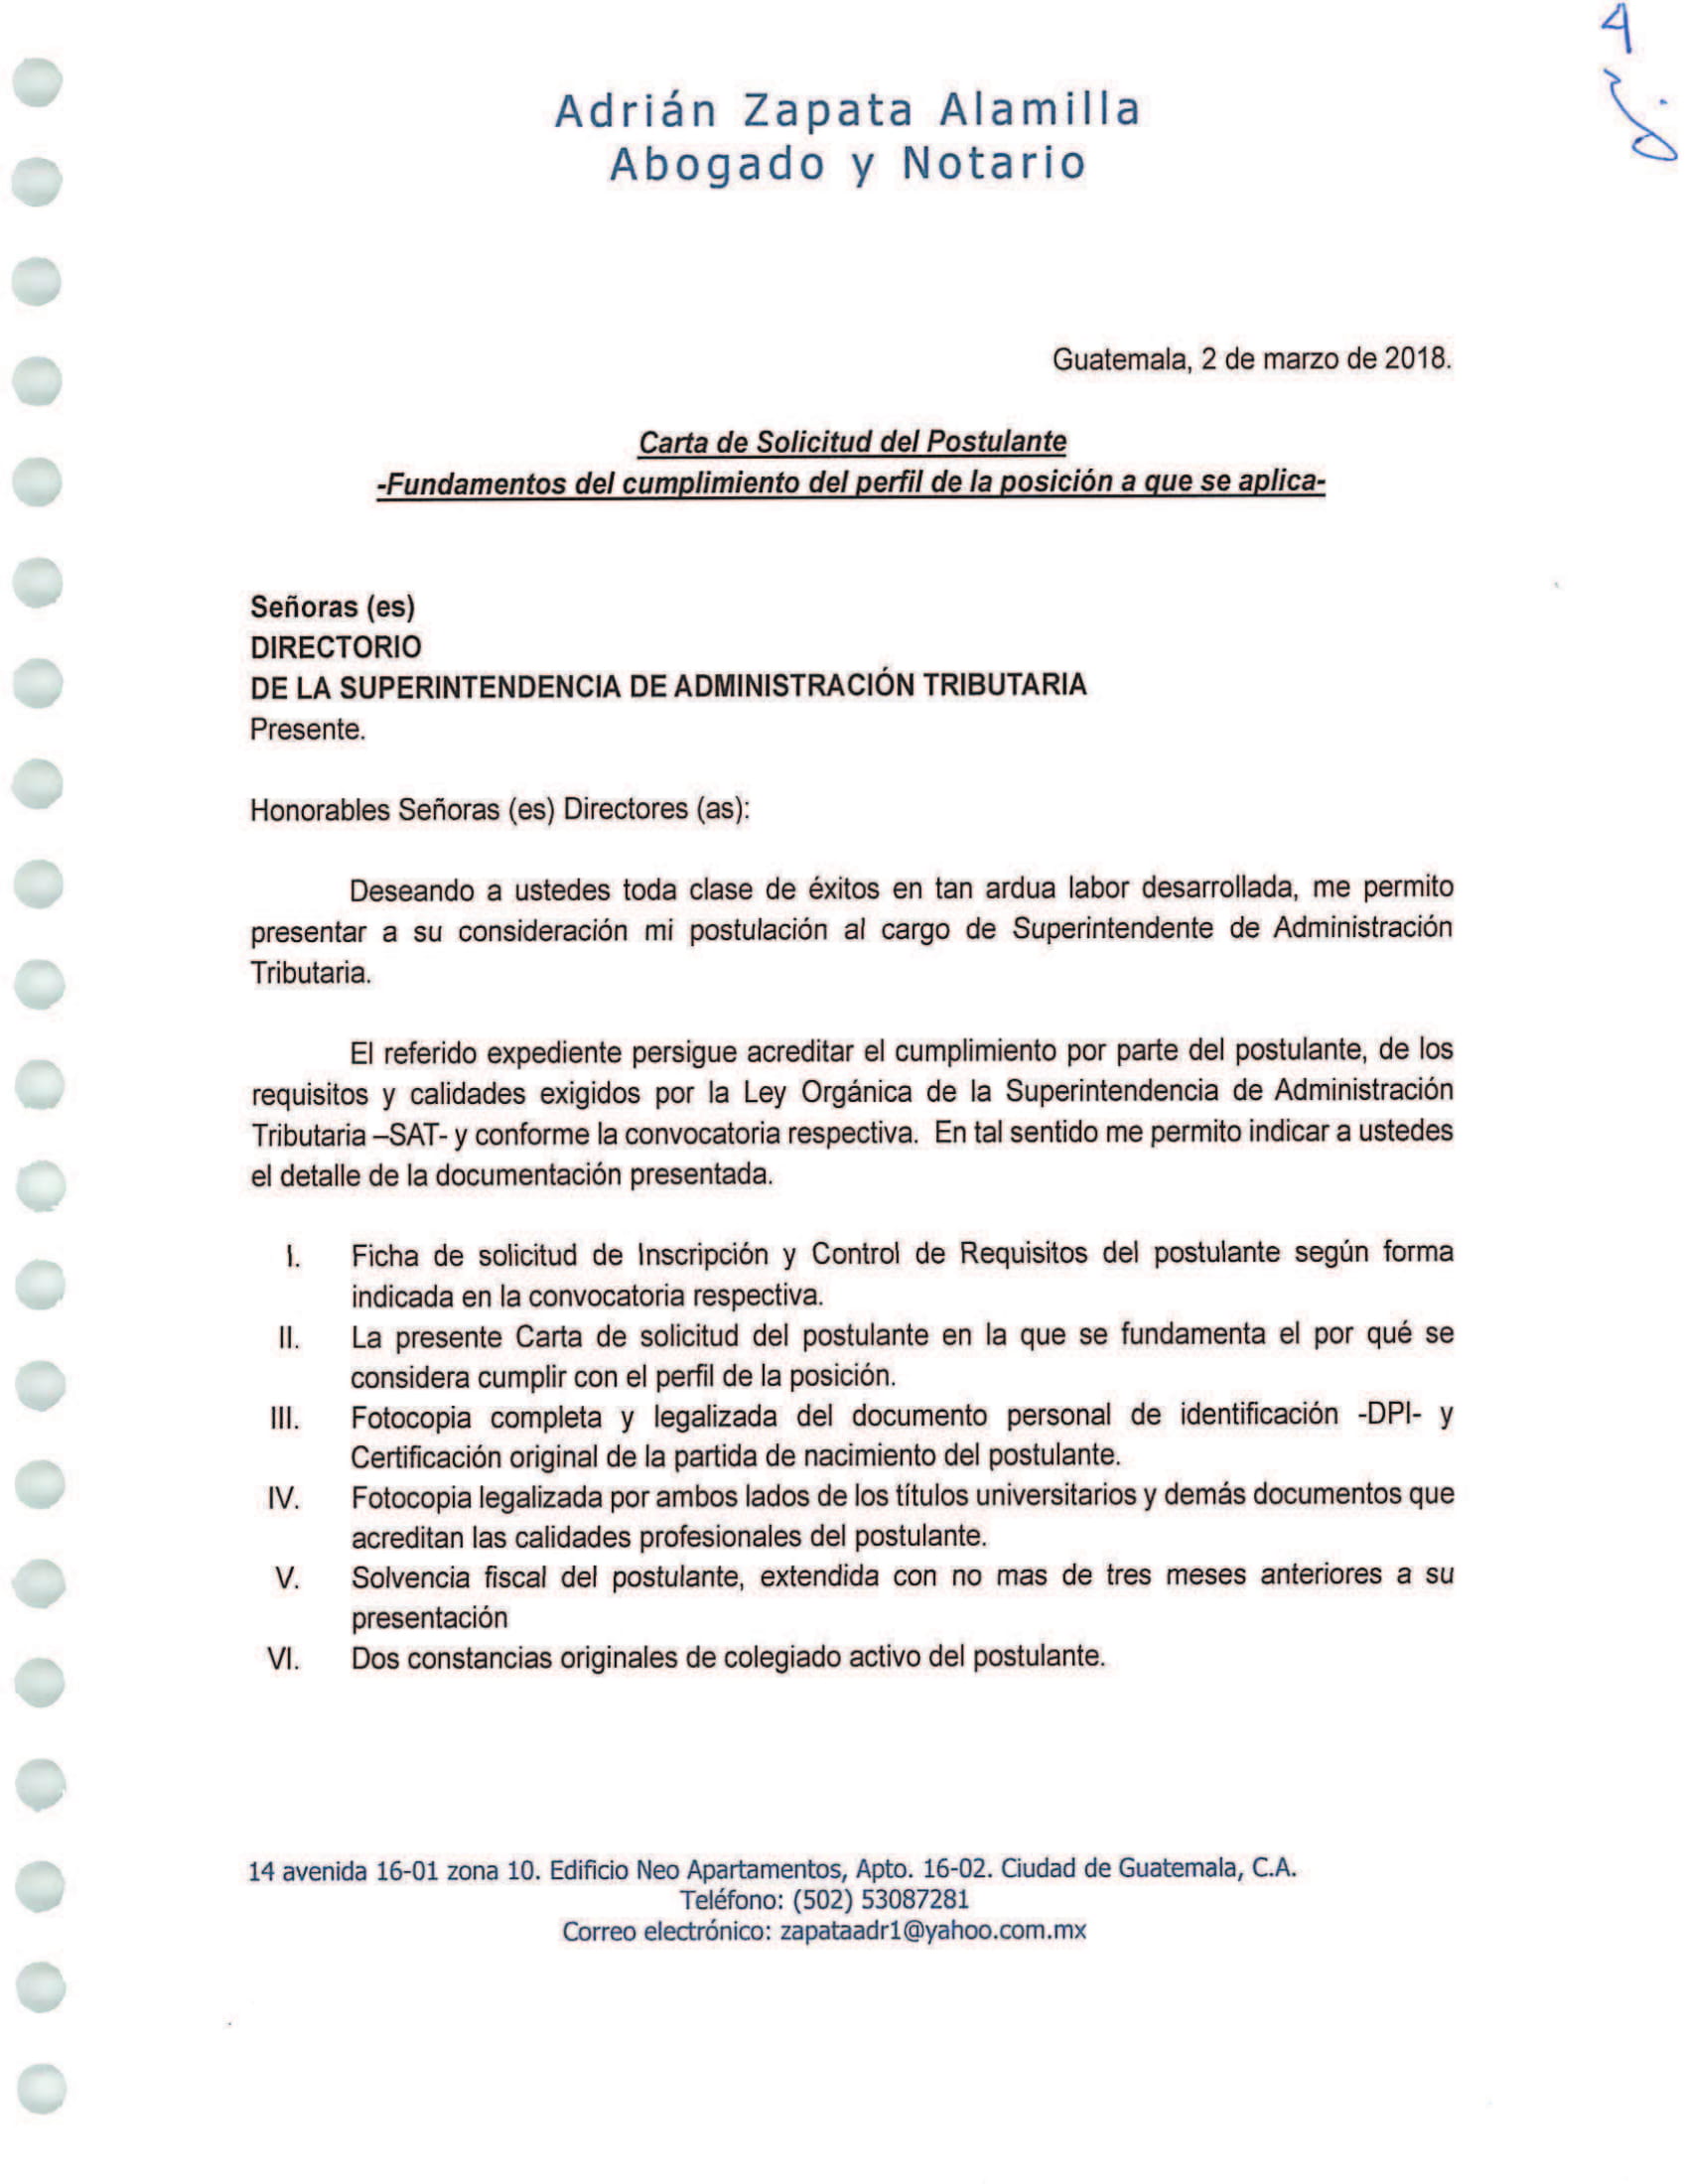 4
Adrián Zapata Alamilla
Abogado y Notario
Guatemala, 2 de marzo de 2018.
Carta de Solicitud del Postulante
-Fundamentos del cumplimiento del perfil de la posición a que se aplica-
Señoras (es)
DIRECTORIO
DE LA SUPERINTENDENCIA DE ADMINISTRACIÓN TRIBUTARIA
Presente.
Honorables Señoras (es) Directores (as):
Deseando a ustedes toda clase de éxitos en tan ardua labor desarrollada, me permito
presentar a su consideración mi postulación al cargo de Superintendente de Administración
Tributaria.
El referido expediente persigue acreditar el cumplimiento por parte del postulante, de los
requisitos y calidades exigidos por la Ley Orgánica de la Superintendencia de Administración
Tributaria –SAT- y conforme la convocatoria respectiva. En tal sentido me permito indicar a ustedes
el detalle de la documentación presentada.
I. Ficha de solicitud de Inscripción y Control de Requisitos del postulante según forma
indicada en la convocatoria respectiva.
II. La presente Carta de solicitud del postulante en la que se fundamenta el por qué se
considera cumplir con el perfil de la posición.
III. Fotocopia completa y legalizada del documento personal de identificación -DPI- y
Certificación original de la partida de nacimiento del postulante.
IV. Fotocopia legalizada por ambos lados de los títulos universitarios y demás documentos que
acreditan las calidades profesionales del postulante.
V. Solvencia fiscal del postulante, extendida con no mas de tres meses anteriores a su
presentación
VI. Dos constancias originales de colegiado activo del postulante.
14 avenida 16-01 zona 10. Edificio Neo Apartamentos, Apto. 16-02. Ciudad de Guatemala, C.A.
Teléfono: (502) 53087281
Correo electrónico: zapataadr1@yahoo.com.mx